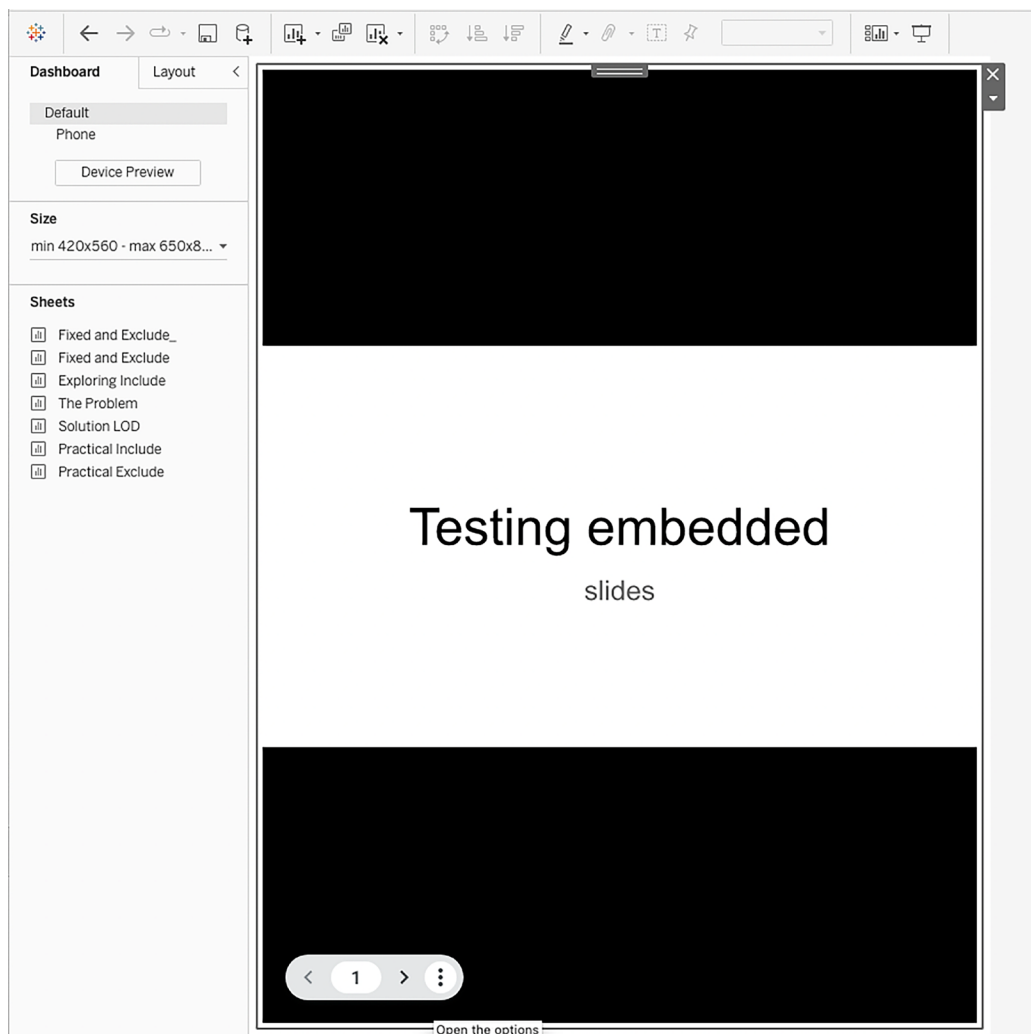 Dashboard
Layout
Default
Phone
Device Preview
Size
min 420x560 - max 650x8...
Sheets
Fixed and Exclude_
Fixed and Exclude
Exploring Include
The Problem
Solution LOD
Practical Include
Practical Exclude
Testing embedded
slides
1
Open the options